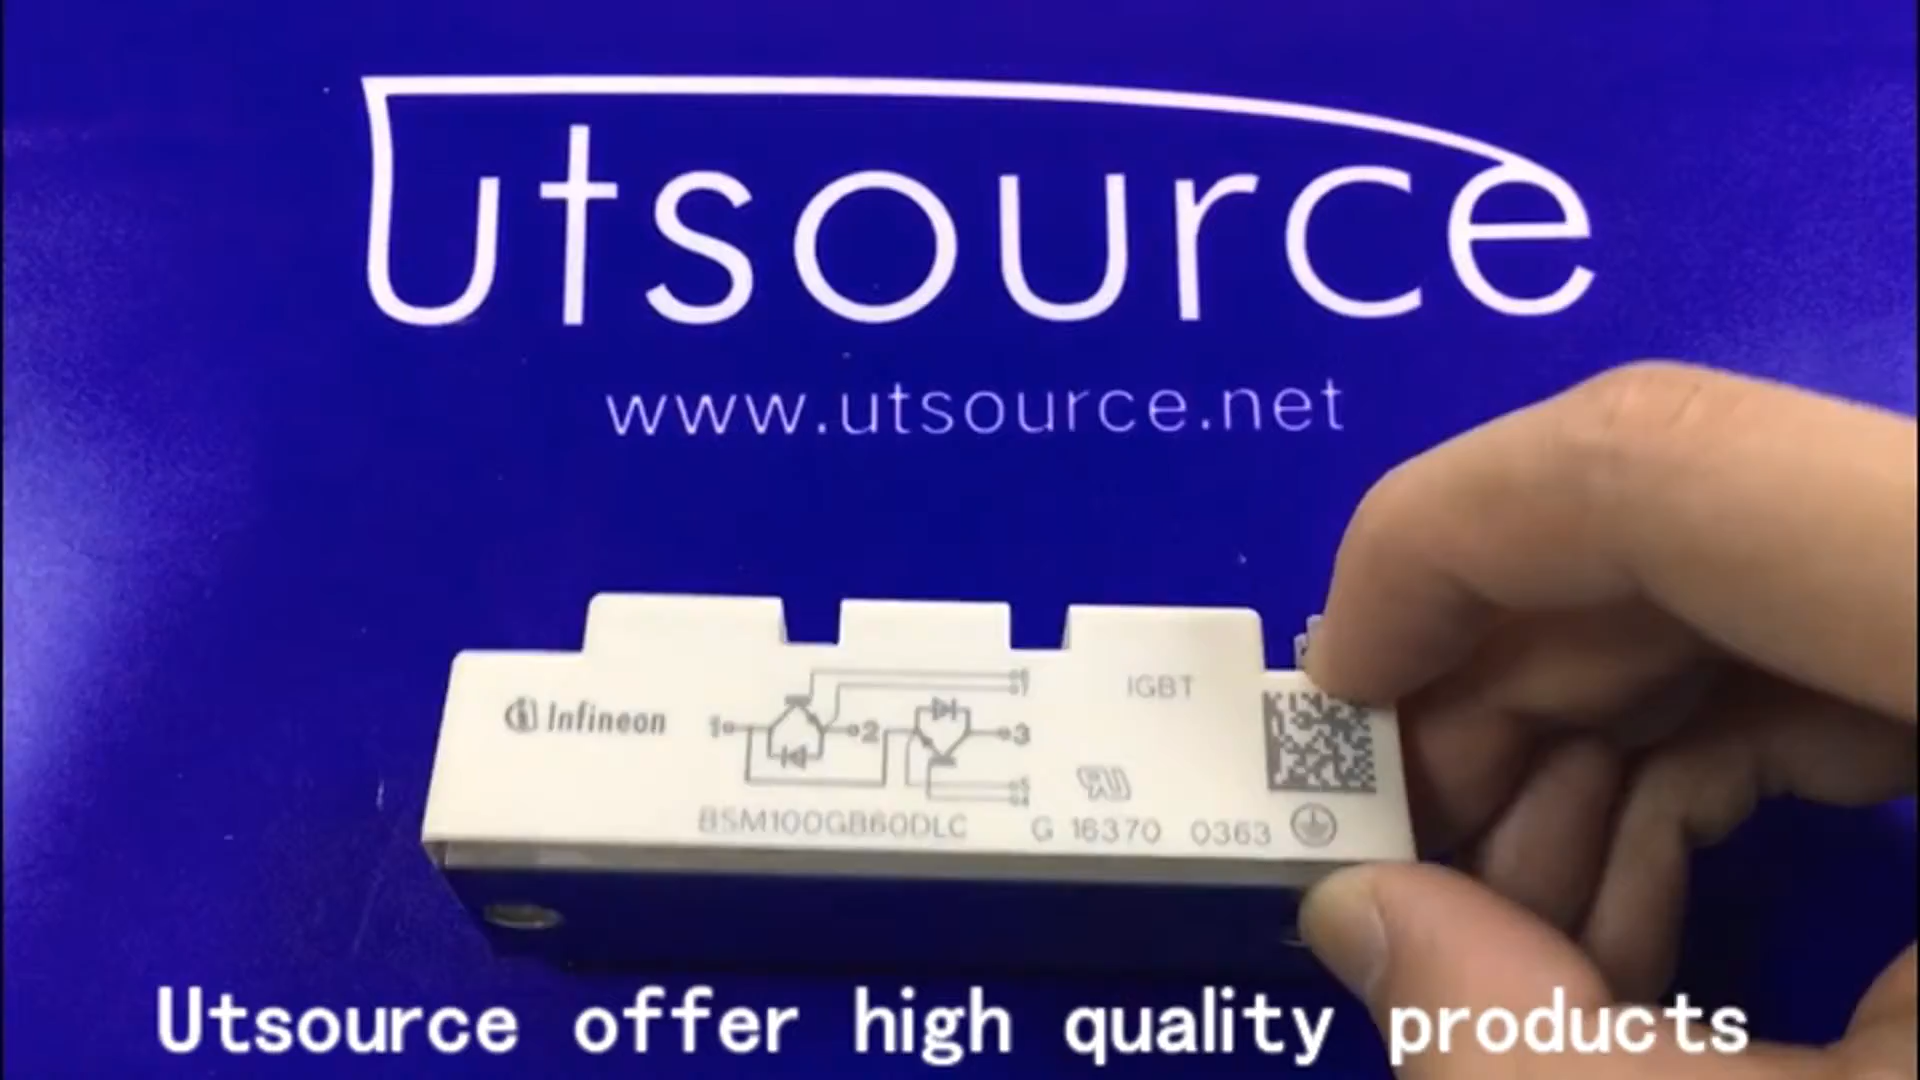 utsource
www.utsource.net
Infineon
IGBT
1
2
3
BSM100GB60DLC
G 16370 0363
Utsource offer high quality products